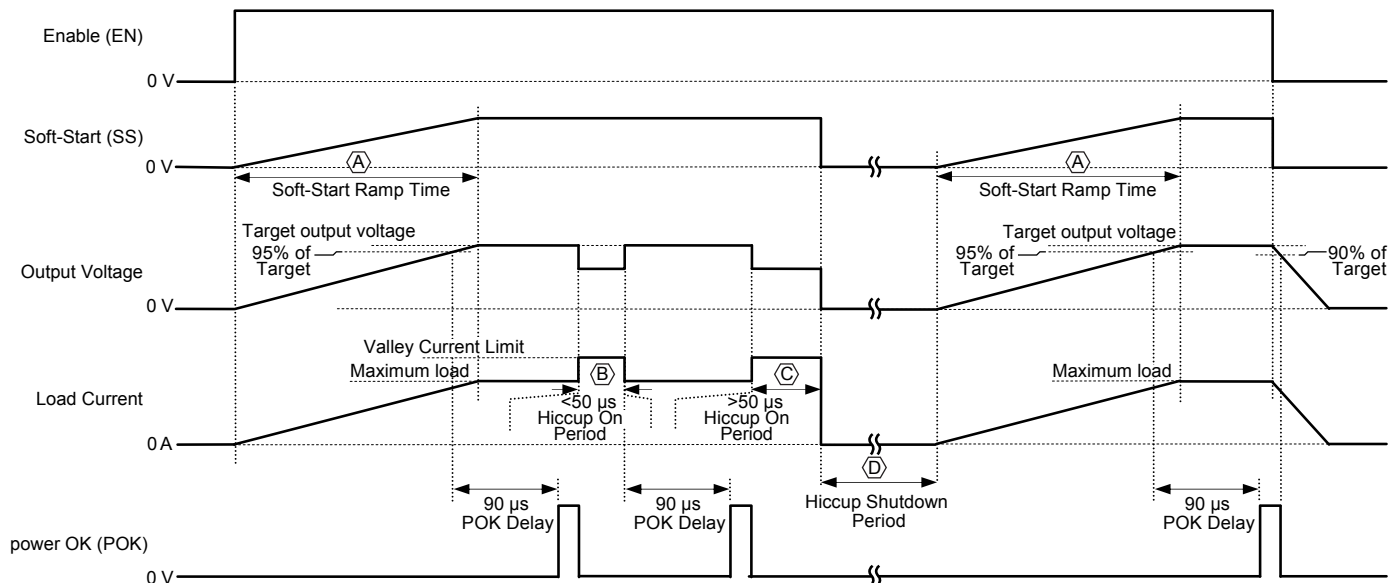 Enable (EN)
0 V
Soft-Start (SS)
0 V
A
Soft-Start Ramp Time
A
Soft-Start Ramp Time
Target output voltage
95% of
Target
Output Voltage
0 V
Target output voltage
95% of
Target
90% of
Target
Valley Current Limit
Maximum load
Load Current
0 A
B
<50 µs
Hiccup On
Period
C
>50 µs
Hiccup On
Period
Maximum load
D
Hiccup Shutdown
Period
90 µs
POK Delay
90 µs
POK Delay
90 µs
POK Delay
power OK (POK)
0 V